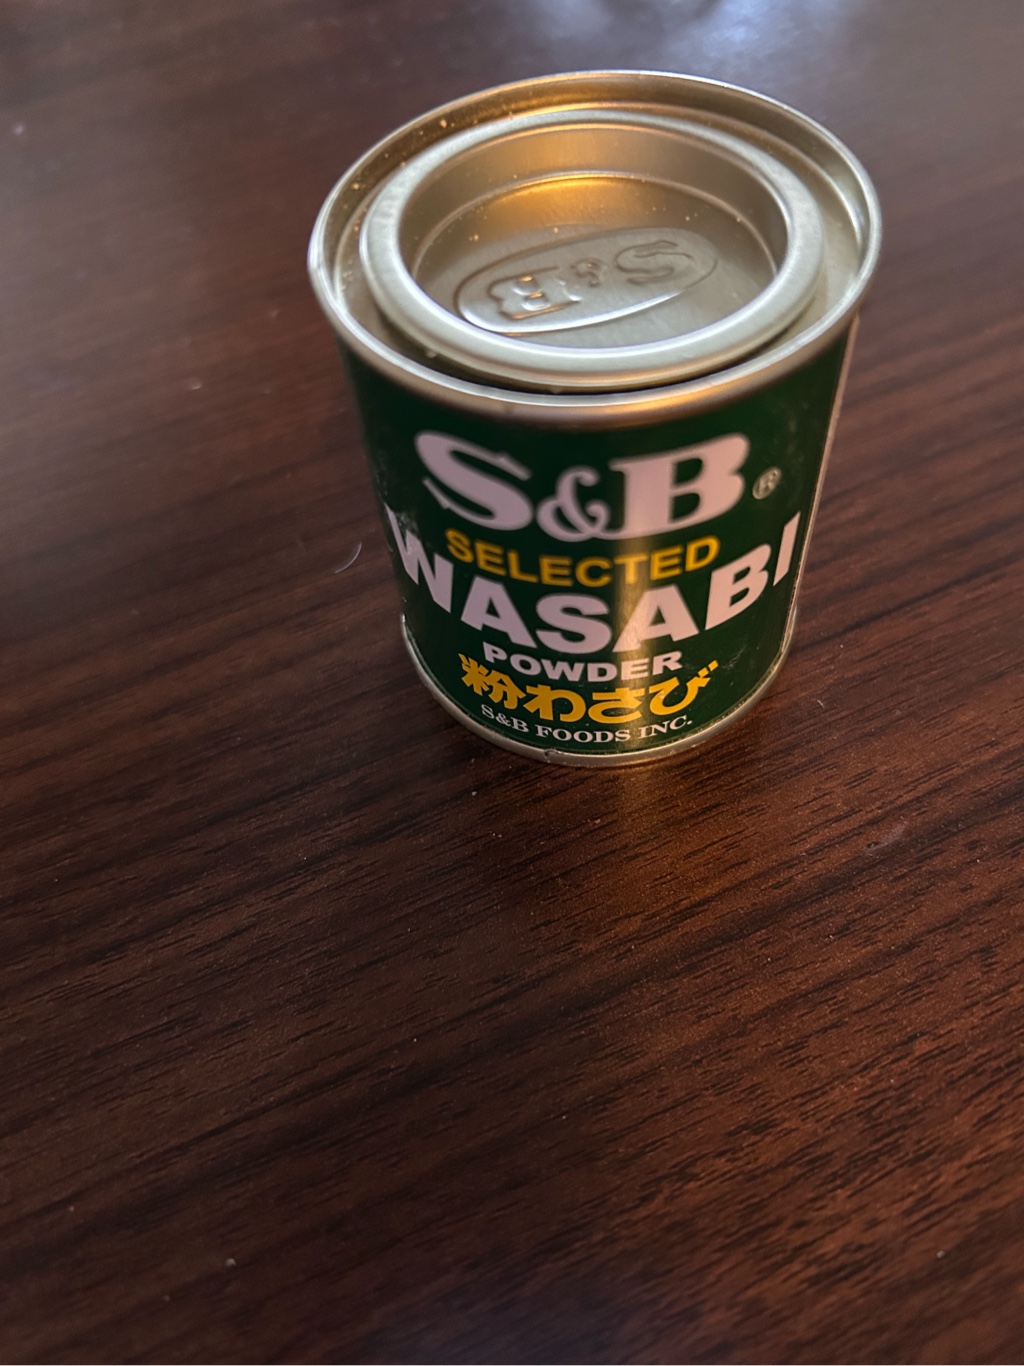 S&B
S&B®
SELECTED
WASABI
POWDER
粉わさび
S&B FOODS INC.